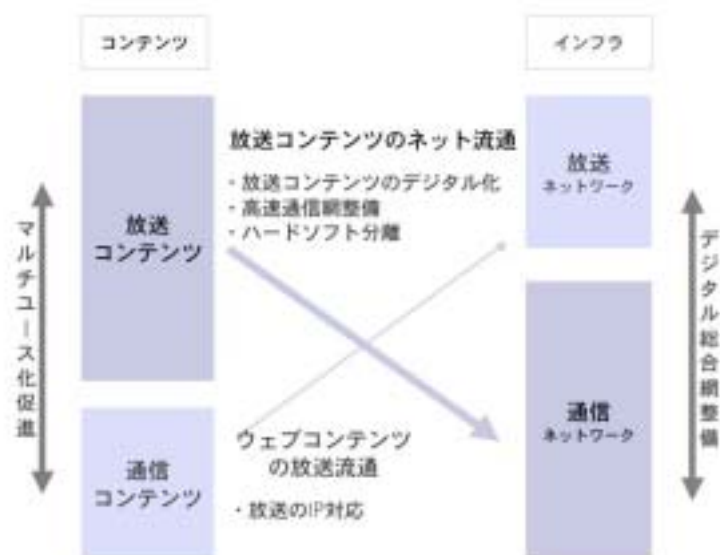 コンテンツ
インフラ
放送コンテンツのネット流通
・放送コンテンツのデジタル化
・高速通信網整備
・ハードソフト分離
放送
コンテンツ
放送
ネットワーク
マルチユース化促進
デジタル総合網整備
通信
ネットワーク
ウェブコンテンツ
の放送流通
・放送のIP対応
通信
コンテンツ